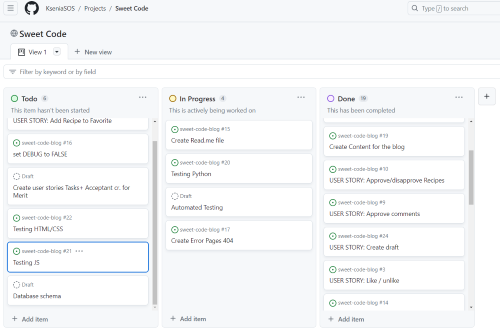 KseniaSOS / Projects / Sweet Code
Type / to search
Sweet Code
View 1
New view
Filter by keyword or by field
Todo 6
This item hasn't been started
USER STORY: Add Recipe to Favorite
sweet-code-blog #16
set DEBUG to FALSE
Draft
Create user stories Tasks+ Acceptant cr. for Merit
sweet-code-blog #22
Testing HTML/CSS
sweet-code-blog #21
Testing JS
Draft
Database schema
+ Add item
In Progress 4
This is actively being worked on
sweet-code-blog #15
Create Read.me file
sweet-code-blog #20
Testing Python
Draft
Automated Testing
sweet-code-blog #17
Create Error Pages 404
+ Add item
Done
This has been completed
sweet-code-blog #19
Create Content for the blog
sweet-code-blog #10
USER STORY: Approve/disapprove Recipes
sweet-code-blog #9
USER STORY: Approve comments
sweet-code-blog #24
USER STORY: Create draft
sweet-code-blog #3
USER STORY: Like / unlike
sweet-code-blog #14
+ Add item